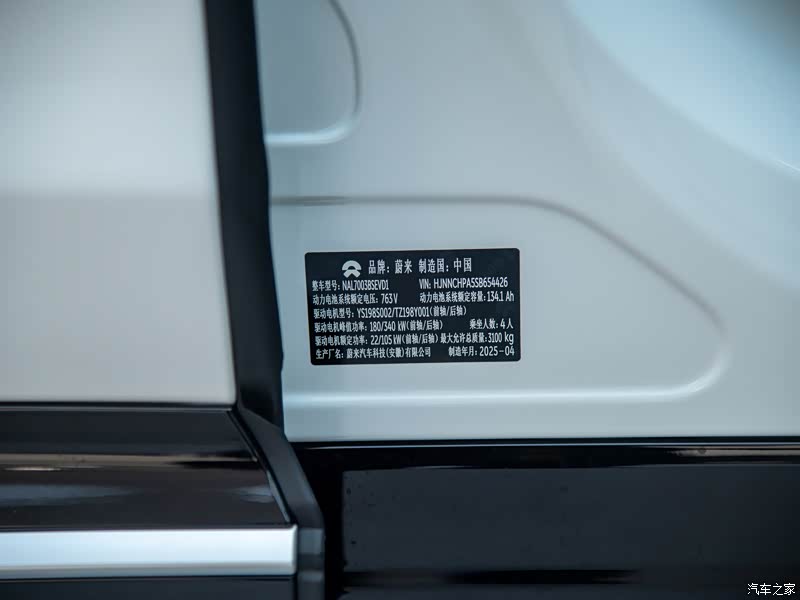 品牌：蔚来 制造国：中国
整车型号：NAL7003BSEVD1 VIN：HJNNCHPA5SB654426
动力电池系统额定电压：763V 动力电池系统额定容量：134.1 Ah
驱动电机型号：YS198S002/TZ198Y001(前轴/后轴)
驱动电机峰值功率：180/340 kW(前轴/后轴) 乘坐人数：4人
驱动电机额定功率：22/105 kW(前轴/后轴) 最大允许总质量：3100 kg
生产厂名：蔚来汽车科技(安徽)有限公司 制造年月：2025-04
汽车之家